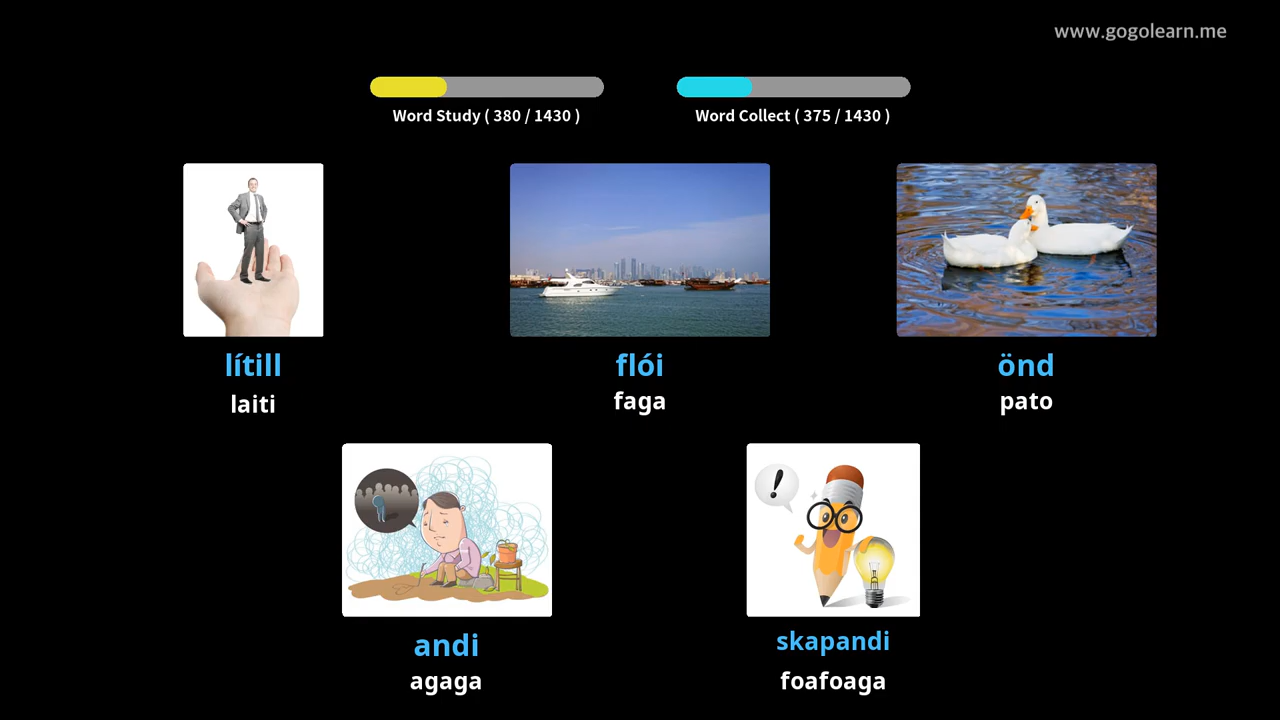 www.gogolearn.me
Word Study ( 380 / 1430 )
Word Collect ( 375 / 1430 )
lítill
laiti
flói
faga
önd
pato
andi
agaga
skapandi
foafoaga